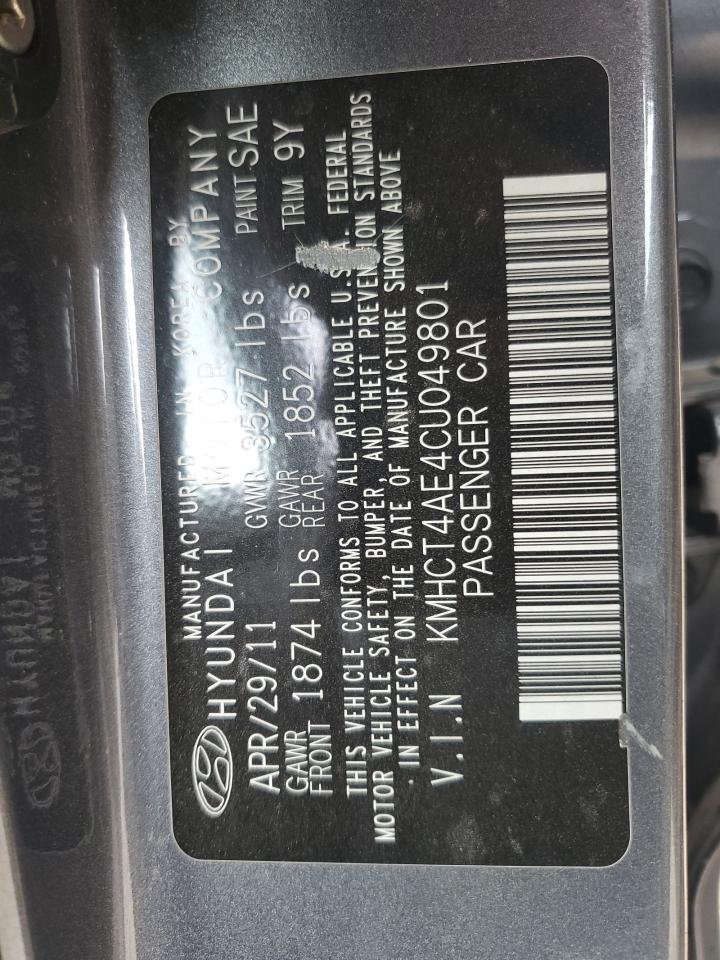 MANUFACTURED IN KOREA BY
HYUNDAI MOTOR COMPANY
APR/29/11 GVWR 3527 lbs PAINT SAE
GAWR FRONT 1874 lbs GAWR REAR 1852 lbs TRIM 9Y
THIS VEHICLE CONFORMS TO ALL APPLICABLE U.S.A. FEDERAL
MOTOR VEHICLE SAFETY, BUMPER, AND THEFT PREVENTION STANDARDS
IN EFFECT ON THE DATE OF MANUFACTURE SHOWN ABOVE
V.I.N KMHCT4AE4CU049801
PASSENGER CAR